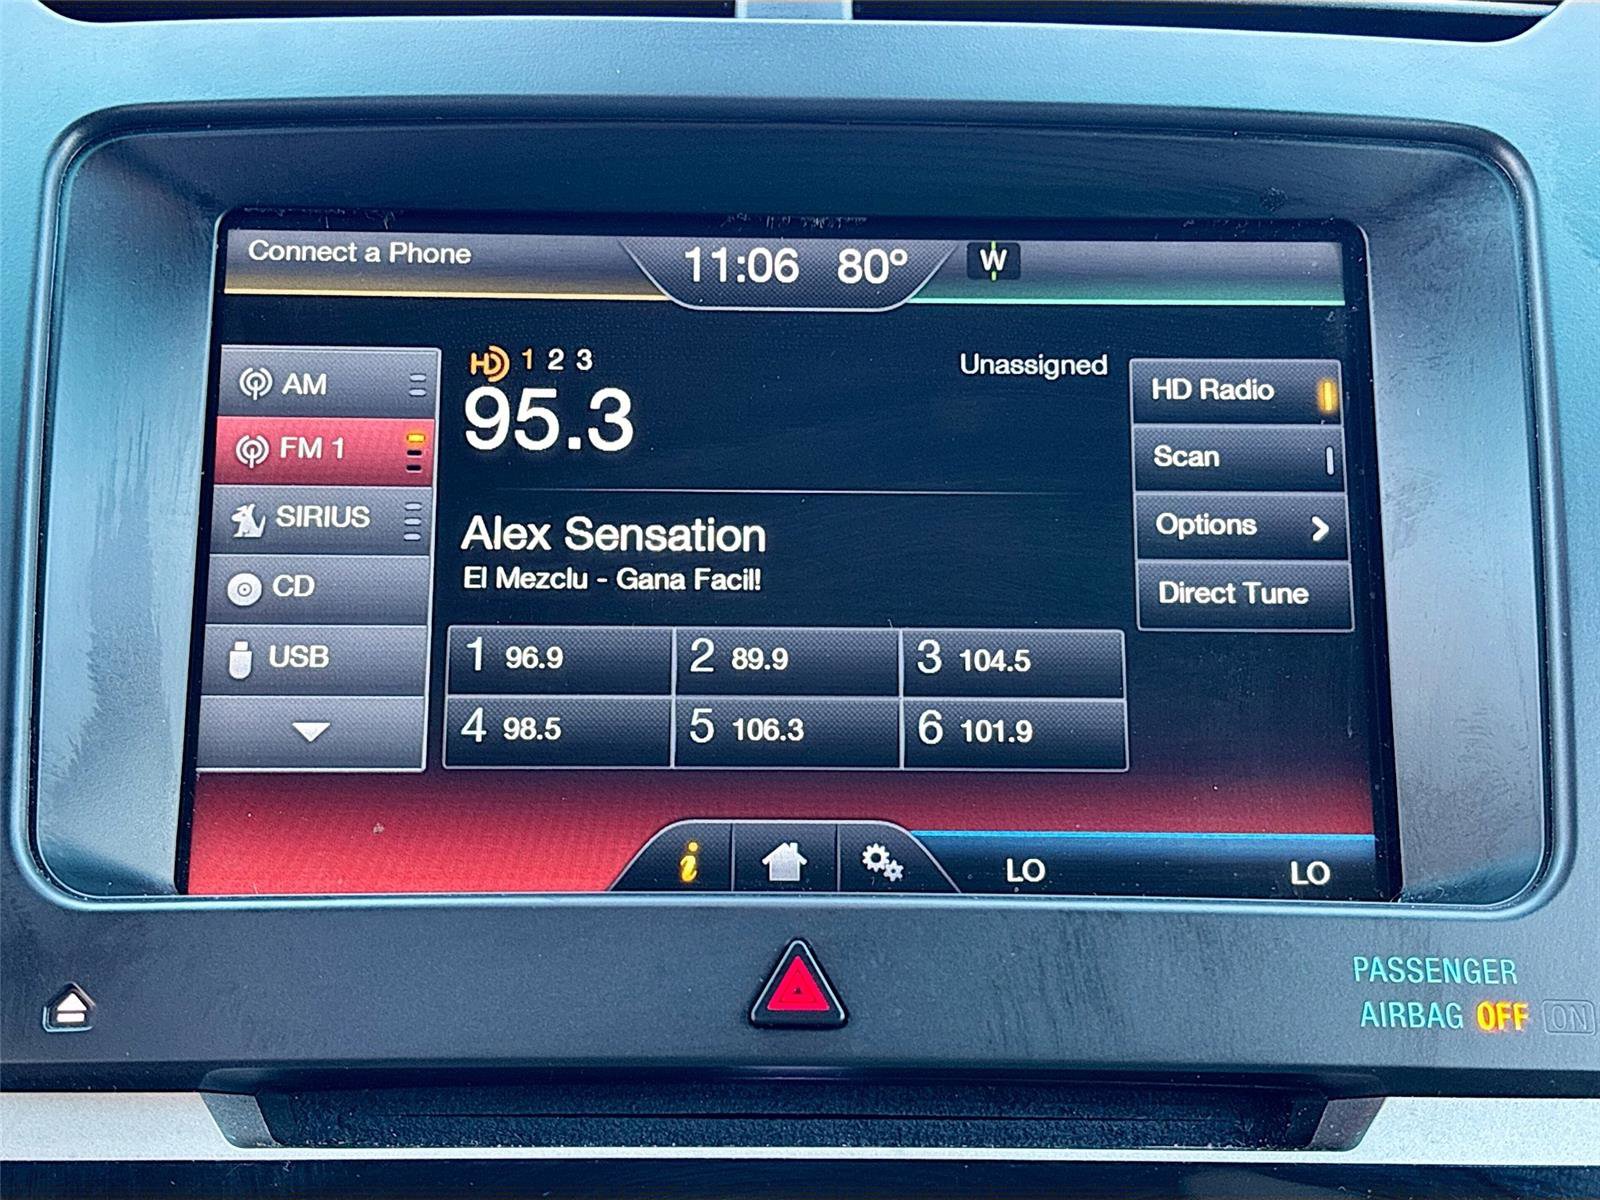 Connect a Phone
11:06 80°
W
AM
FM 1
SIRIUS
CD
USB
HD 1 2 3
95.3
Unassigned
Alex Sensation
El Mezclu - Gana Facil!
1 96.9
2 89.9
3 104.5
4 98.5
5 106.3
6 101.9
HD Radio
Scan
Options
Direct Tune
i
LO
LO
PASSENGER
AIRBAG OFF ON